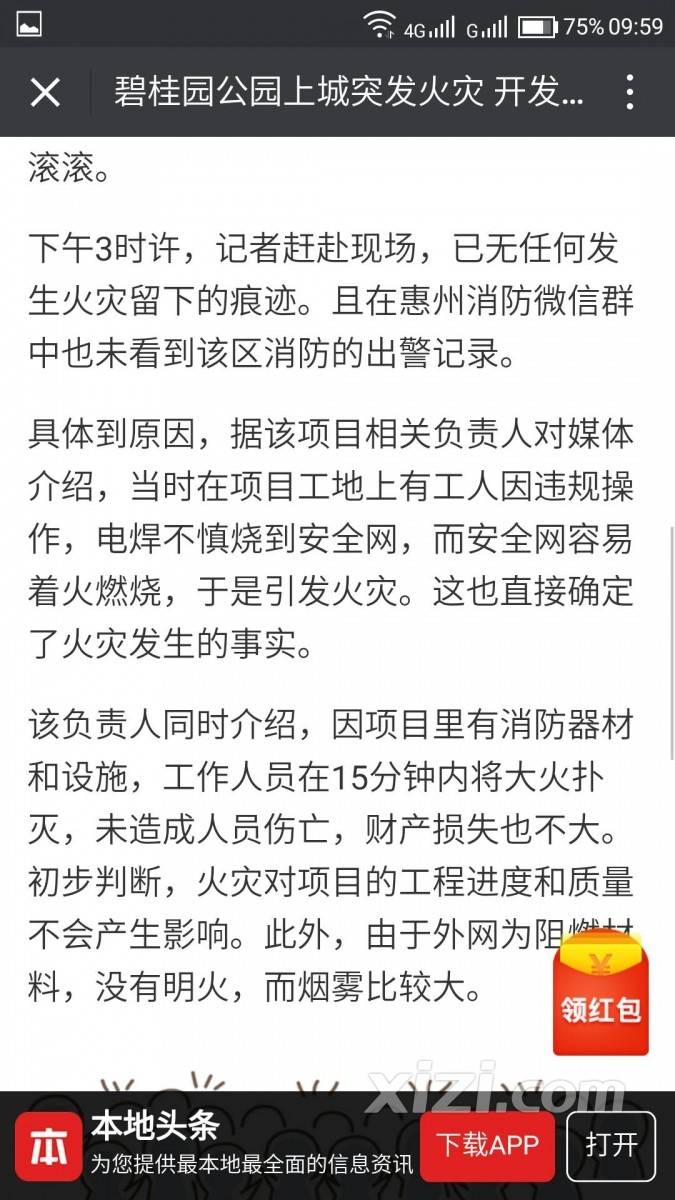 4G G 75% 09:59
碧桂园公园上城突发火灾 开发...
滚滚。
下午3时许，记者赶赴现场，已无任何发
生火灾留下的痕迹。且在惠州消防微信群
中也未看到该区消防的出警记录。
具体到原因，据该项目相关负责人对媒体
介绍，当时在项目工地上有工人因违规操
作，电焊不慎烧到安全网，而安全网容易
着火燃烧，于是引发火灾。这也直接确定
了火灾发生的事实。
该负责人同时介绍，因项目里有消防器材
和设施，工作人员在15分钟内将大火扑
灭，未造成人员伤亡，财产损失也不大。
初步判断，火灾对项目的工程进度和质量
不会产生影响。此外，由于外网为阻燃材
料，没有明火，而烟雾比较大。
¥
领红包
xizi.com
本
本地头条
为您提供最本地最全面的信息资讯
下载APP
打开